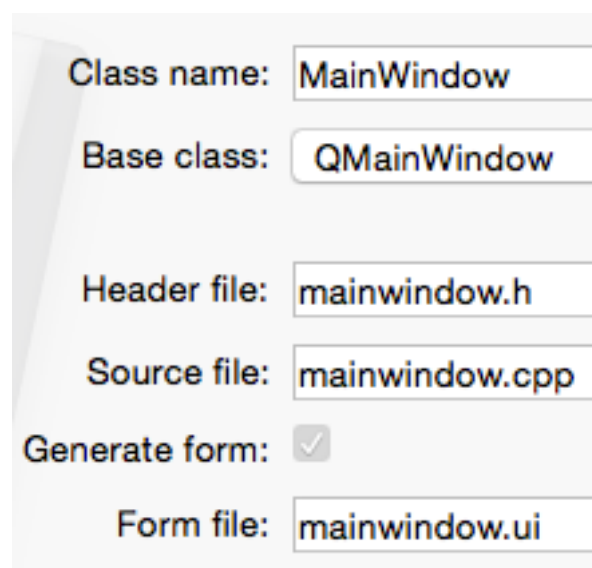 Class name: MainWindow
Base class: QMainWindow
Header file: mainwindow.h
Source file: mainwindow.cpp
Generate form:
Form file: mainwindow.ui